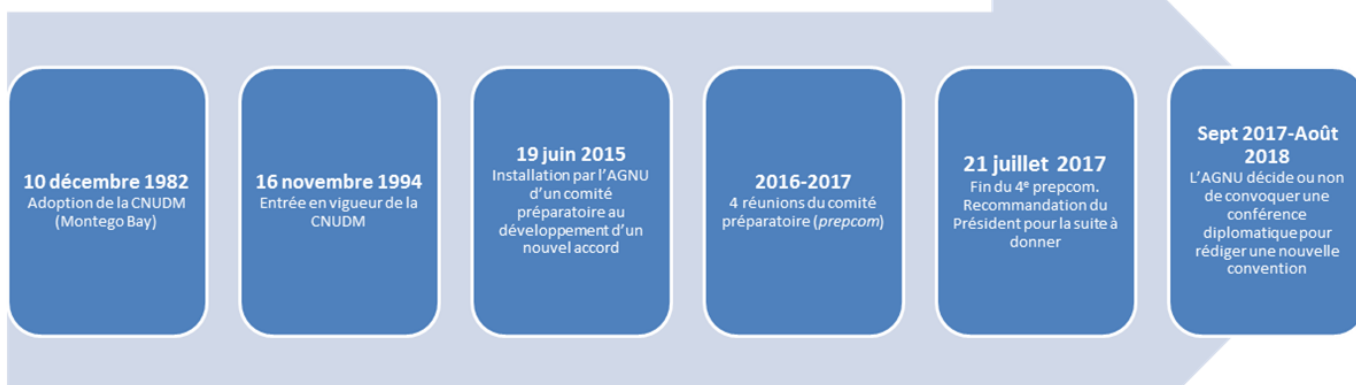 10 décembre 1982
Adoption de la CNUDM
(Montego Bay)
16 novembre 1994
Entrée en vigueur de la
CNUDM
19 juin 2015
Installation par l’AGNU
d’un comité
préparatoire au
développement d’un
nouvel accord
2016-2017
4 réunions du comité
préparatoire (prepcom)
21 juillet 2017
Fin du 4e prepcom.
Recommandation du
Président pour la suite à
donner
Sept 2017-Août
2018
L’AGNU décide ou non
de convoquer une
conférence
diplomatique pour
rédiger une nouvelle
convention